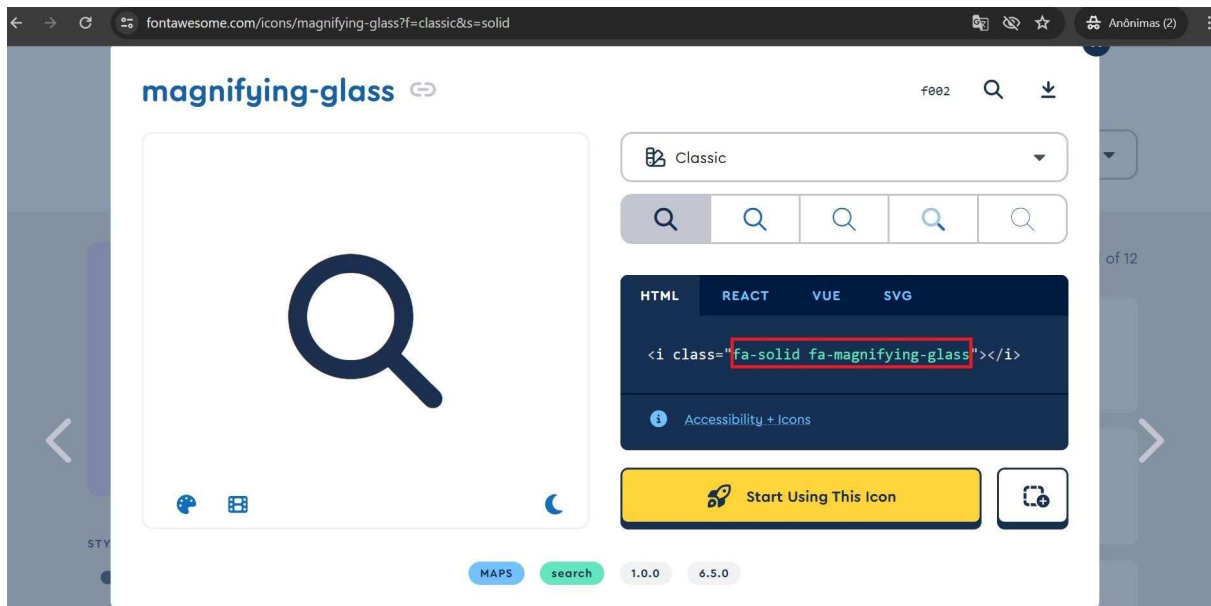 fontawesome.com/icons/magnifying-glass?f=classic&s=solid
Anônimas (2)
magnifying-glass
f002
Classic
of 12
HTML REACT VUE SVG
<i class="fa-solid fa-magnifying-glass"></i>
Accessibility + Icons
Start Using This Icon
STY
MAPS search 1.0.0 6.5.0